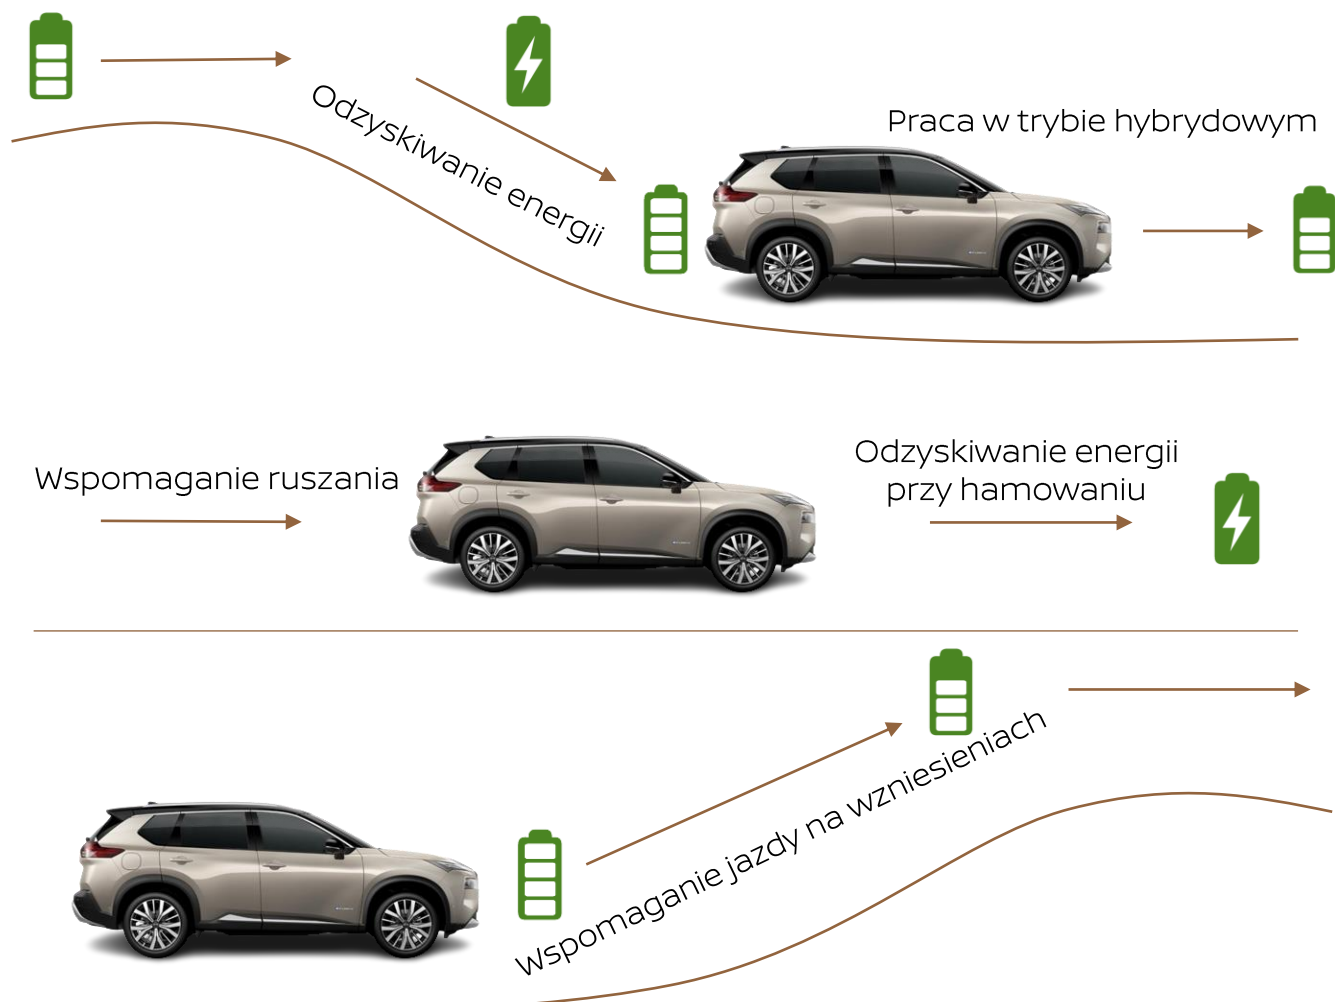 Odzyskiwanie energii
Praca w trybie hybrydowym
Wspomaganie ruszania
Odzyskiwanie energii
przy hamowaniu
Wspomaganie jazdy na wzniesieniach